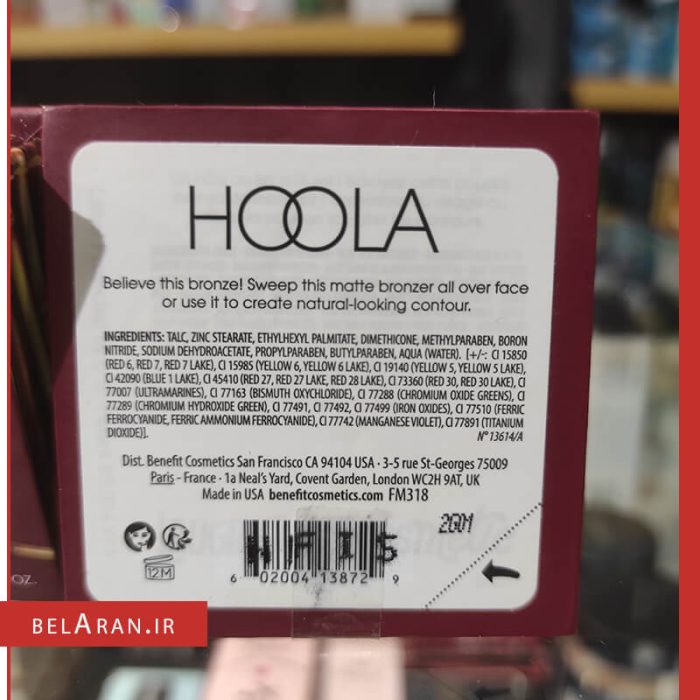 HOOLA
Believe this bronze! Sweep this matte bronzer all over face
or use it to create natural-looking contour.
INGREDIENTS: TALC, ZINC STEARATE, ETHYLHEXYL PALMITATE, DIMETHICONE, METHYLPARABEN, BORON
NITRIDE, SODIUM DEHYDROACETATE, PROPYLPARABEN, BUTYLPARABEN, AQUA (WATER). [+/-: CI 15850
(RED 6, RED 7, RED 7 LAKE), CI 15985 (YELLOW 6, YELLOW 6 LAKE), CI 19140 (YELLOW 5, YELLOW 5 LAKE),
CI 42090 (BLUE 1 LAKE), CI 45410 (RED 27, RED 27 LAKE, RED 28 LAKE), CI 73360 (RED 30, RED 30 LAKE), CI
77007 (ULTRAMARINES), CI 77163 (BISMUTH OXYCHLORIDE), CI 77288 (CHROMIUM OXIDE GREENS), CI
77289 (CHROMIUM HYDROXIDE GREEN), CI 77491, CI 77492, CI 77499 (IRON OXIDES), CI 77510 (FERRIC
FERROCYANIDE, FERRIC AMMONIUM FERROCYANIDE), CI 77742 (MANGANESE VIOLET), CI 77891 (TITANIUM
DIOXIDE)]. N° 13614/A
Dist. Benefit Cosmetics San Francisco CA 94104 USA · 3-5 rue St-Georges 75009
Paris - France · 1a Neal's Yard, Covent Garden, London WC2H 9AT, UK
Made in USA benefitcosmetics.com FM318
2G01
12M
HFIS
6 02004 13872 9
OZ.
BELARAN.IR